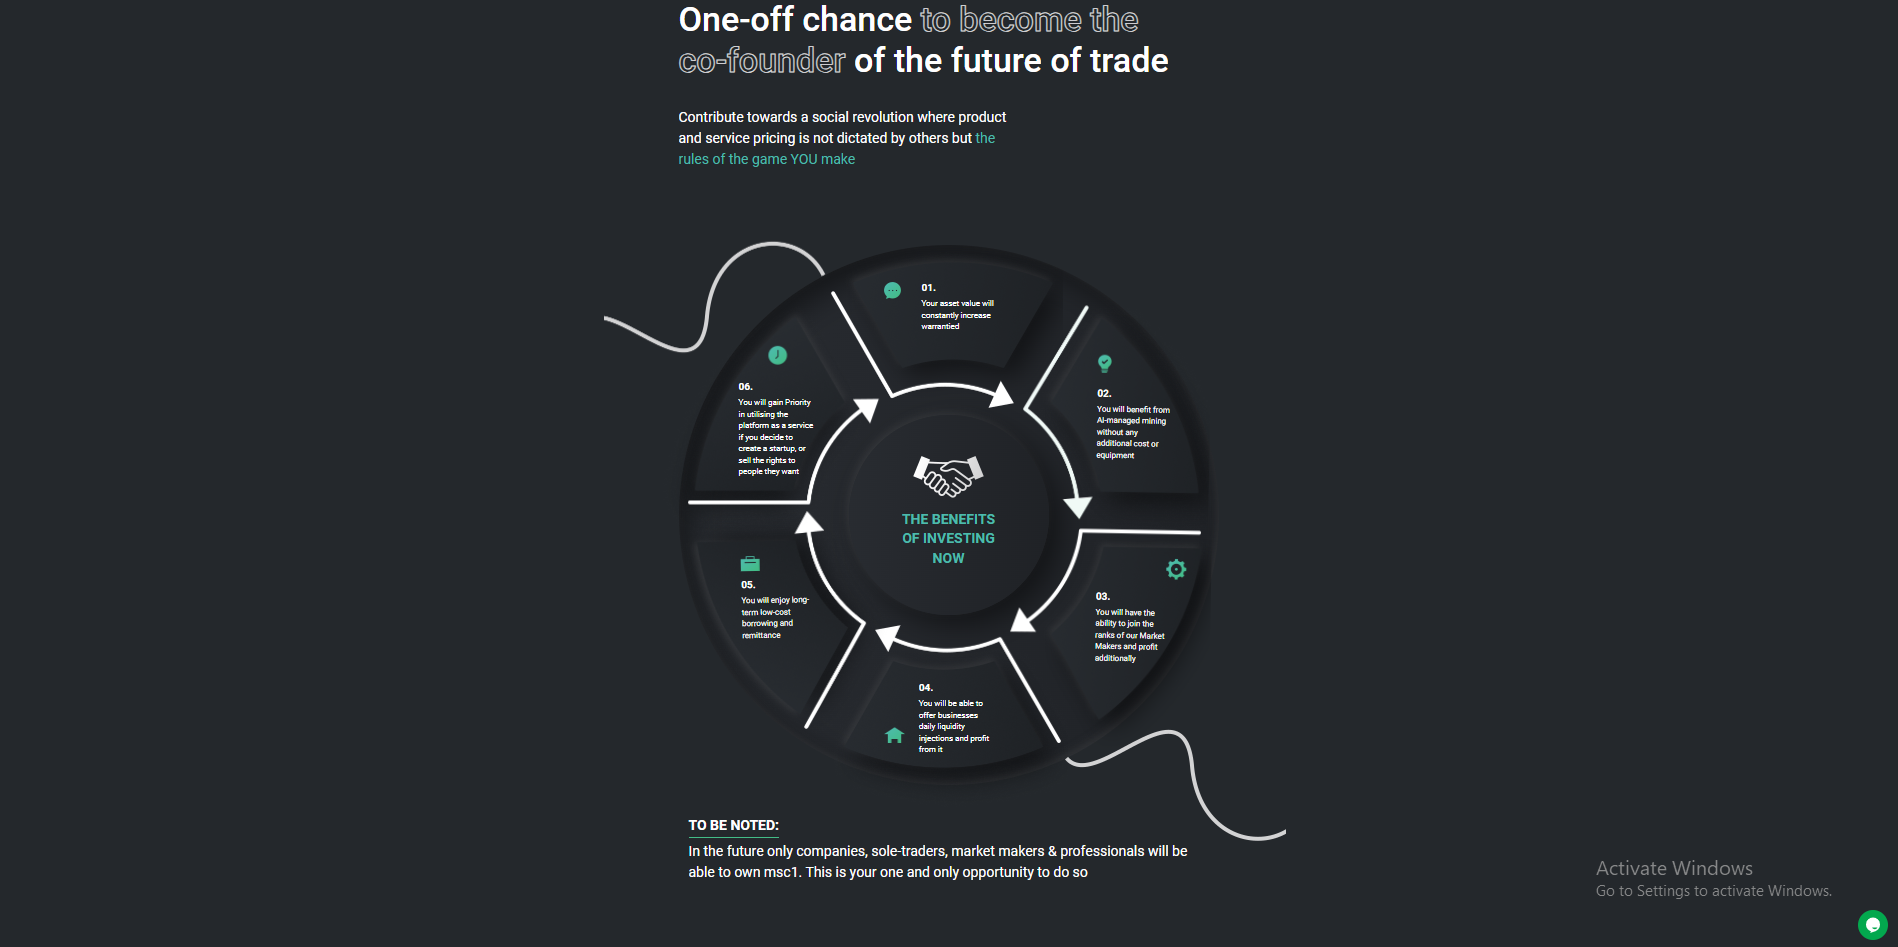 One-off chance to become the
co-founder of the future of trade
Contribute towards a social revolution where product
and service pricing is not dictated by others but the
rules of the game YOU make
01.
Your asset value will
constantly increase
warrantied
02.
You will benefit from
AI-managed mining
without any
additional cost or
equipment
03.
You will have the
ability to join the
ranks of our Market
Makers and profit
additionally
04.
You will be able to
offer businesses
daily liquidity
injections and profit
from it
05.
You will enjoy long-
term low-cost
borrowing and
remittance
06.
You will gain Priority
in utilising the
platform as a service
if you decide to
create a startup, or
sell the rights to
people they want
THE BENEFITS
OF INVESTING
NOW
TO BE NOTED:
In the future only companies, sole-traders, market makers & professionals will be
able to own msc1. This is your one and only opportunity to do so
Activate Windows
Go to Settings to activate Windows.